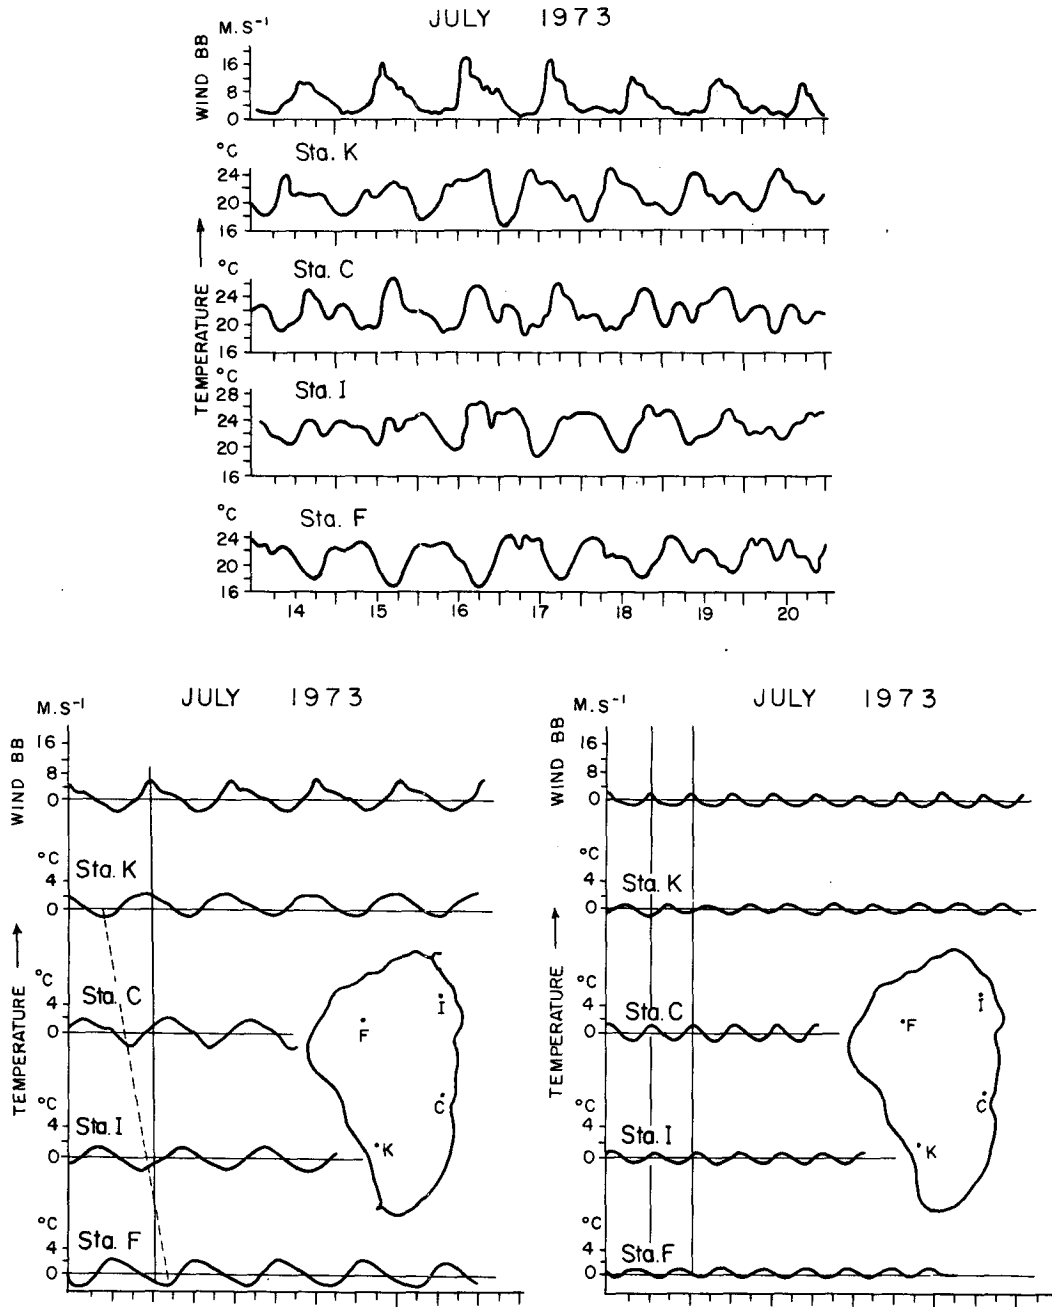 JULY 1973
M.S⁻¹
WIND BB
16
8
0
°C
Sta. K
24
20
16
°C
Sta. C
24
20
16
TEMPERATURE
°C
Sta. I
28
24
20
16
°C
Sta. F
24
20
16
14 15 16 17 18 19 20
JULY 1973
M.S⁻¹
WIND BB
16
8
0
°C
Sta. K
4
0
TEMPERATURE
°C
Sta. C
4
0
°C
Sta. I
4
0
°C
Sta. F
4
0
I
F
C
K
JULY 1973
M.S⁻¹
WIND BB
16
8
0
°C
Sta. K
4
0
TEMPERATURE
°C
Sta. C
4
0
°C
Sta. I
4
0
°C
Sta. F
4
0
I
F
C
K